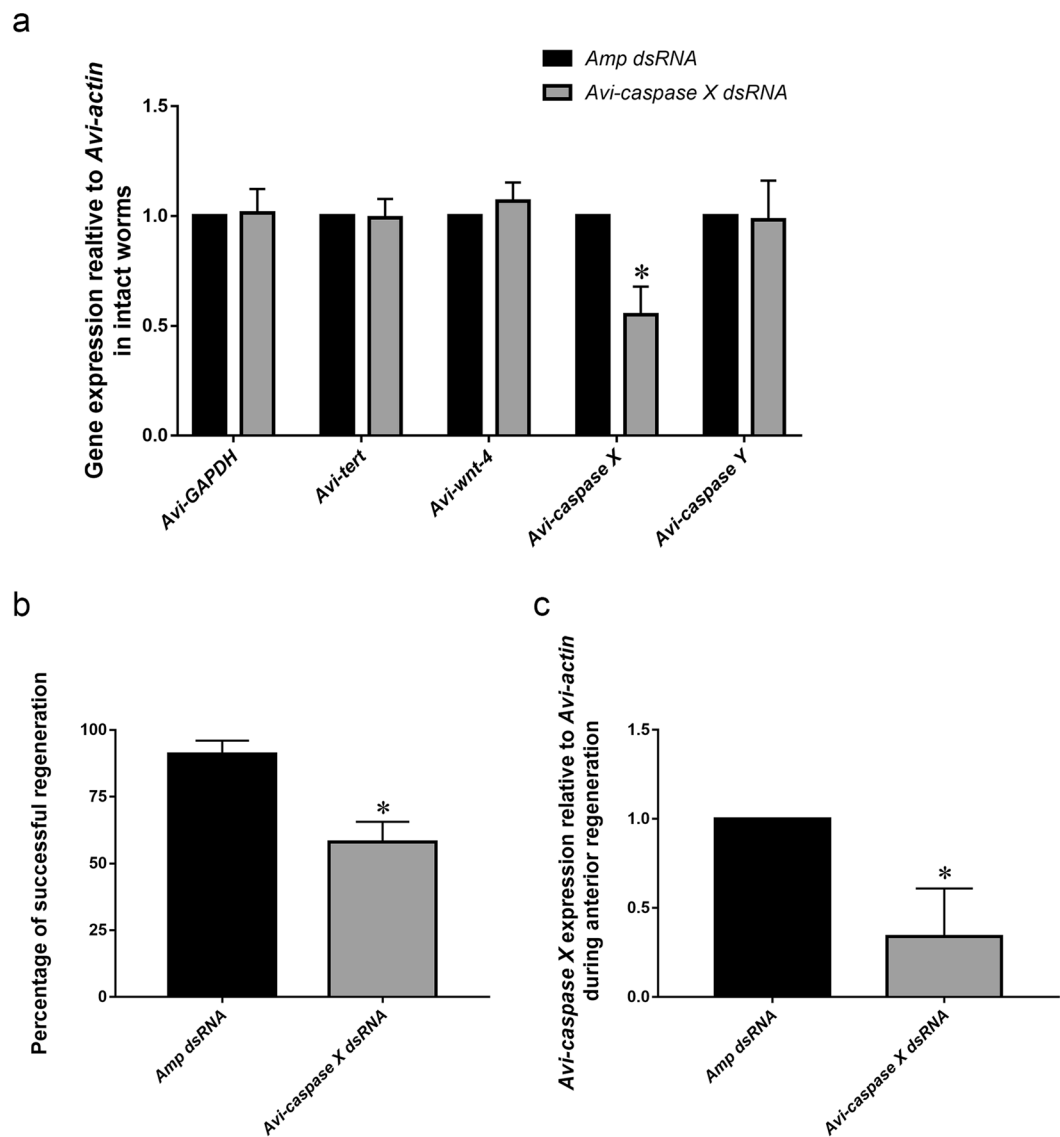 a
Amp dsRNA
Avi-caspase X dsRNA
Gene expression realtive to Avi-actin
in intact worms
1.5
1.0
0.5
0.0
Avi-GAPDH
Avi-tert
Avi-wnt-4
Avi-caspase X
Avi-caspase Y
*
b
Percentage of successful regeneration
100
75
50
25
0
*
Amp dsRNA
Avi-caspase X dsRNA
c
Avi-caspase X expression relative to Avi-actin
during anterior regeneration
1.5
1.0
0.5
0.0
*
Amp dsRNA
Avi-caspase X dsRNA